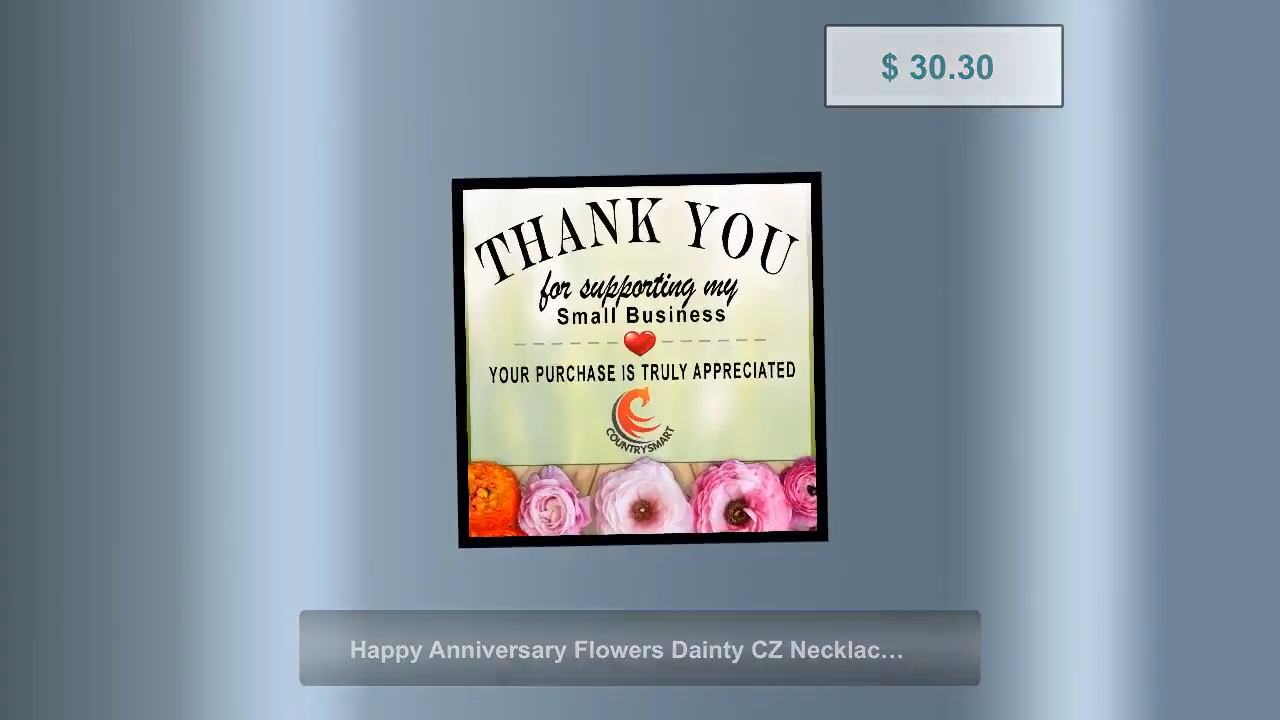 $ 30.30
THANK YOU
for supporting my
Small Business
YOUR PURCHASE IS TRULY APPRECIATED
COUNTRYSMART
Happy Anniversary Flowers Dainty CZ Necklac...